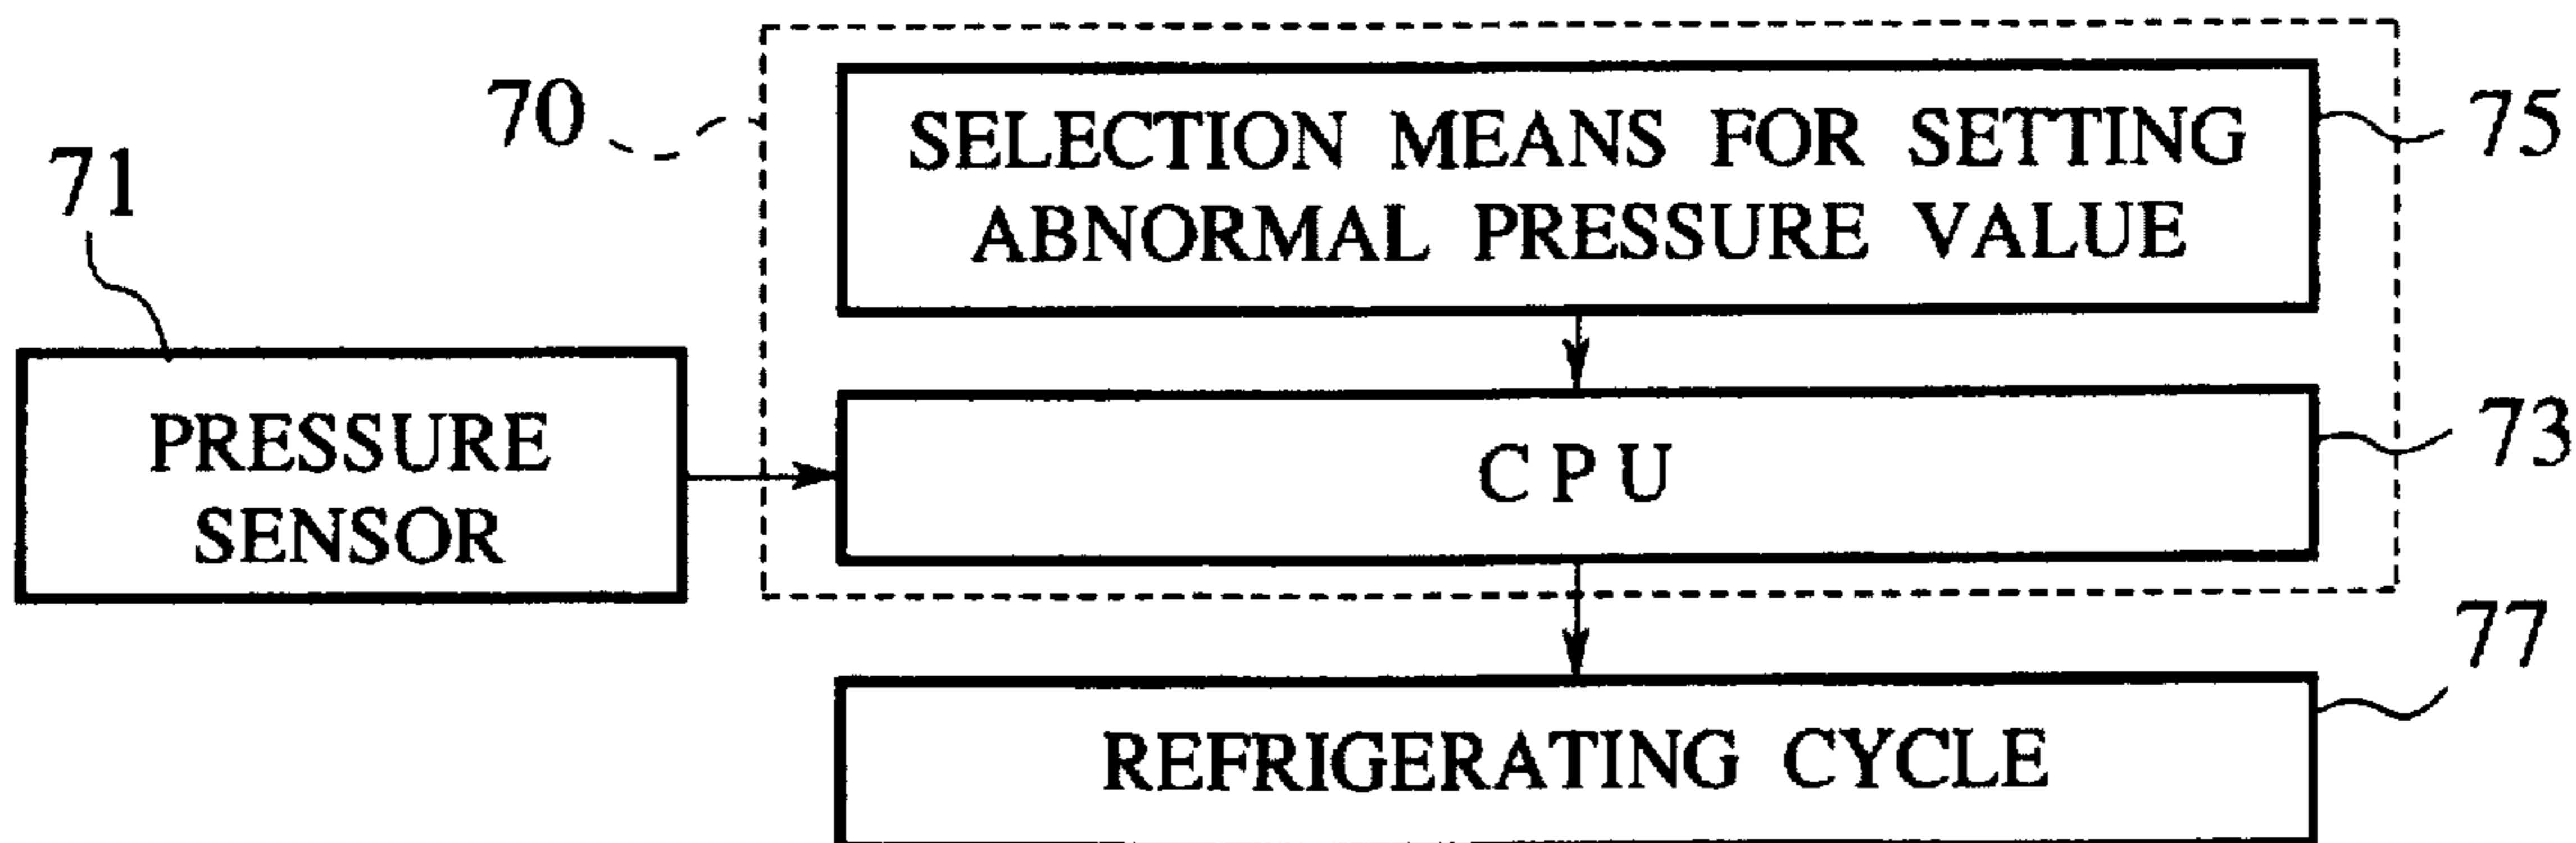 70
SELECTION MEANS FOR SETTING
ABNORMAL PRESSURE VALUE
75
71
PRESSURE
SENSOR
CPU
73
77
REFRIGERATING CYCLE